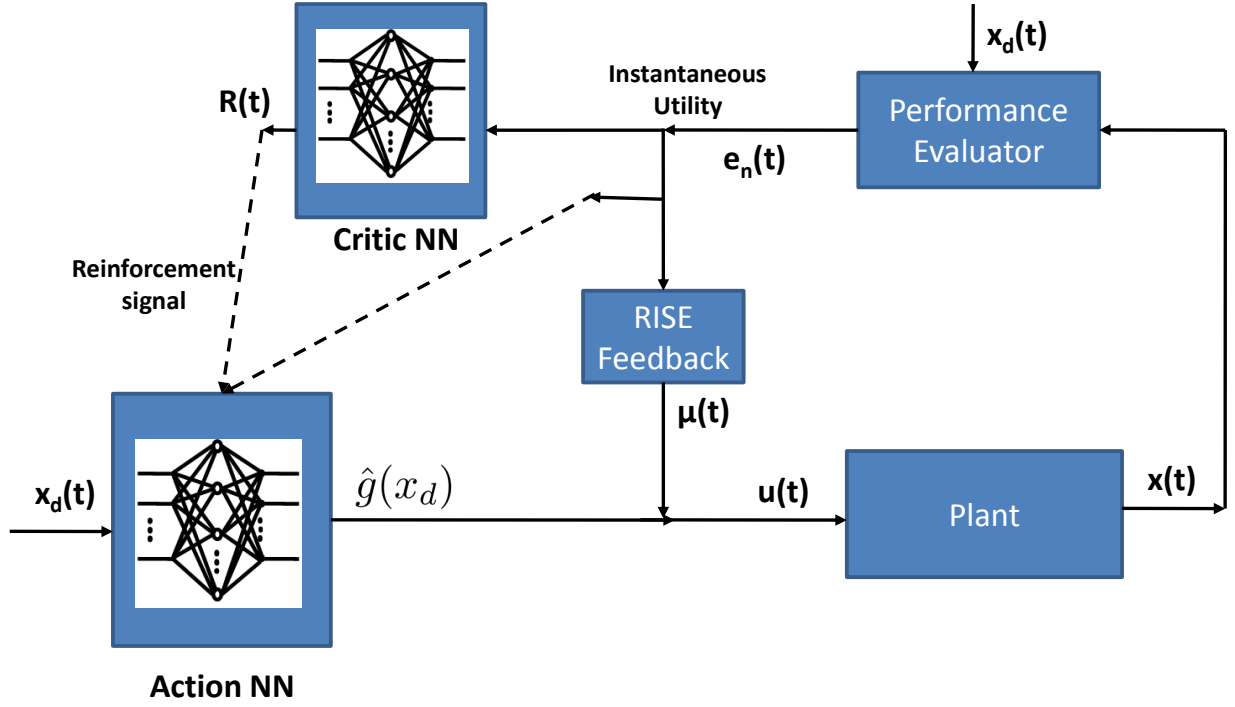 x_d(t)
Instantaneous
Utility
R(t)
Performance
Evaluator
e_n(t)
Critic NN
Reinforcement
signal
RISE
Feedback
μ(t)
x_d(t)
ĝ(x_d)
u(t)
Plant
x(t)
Action NN